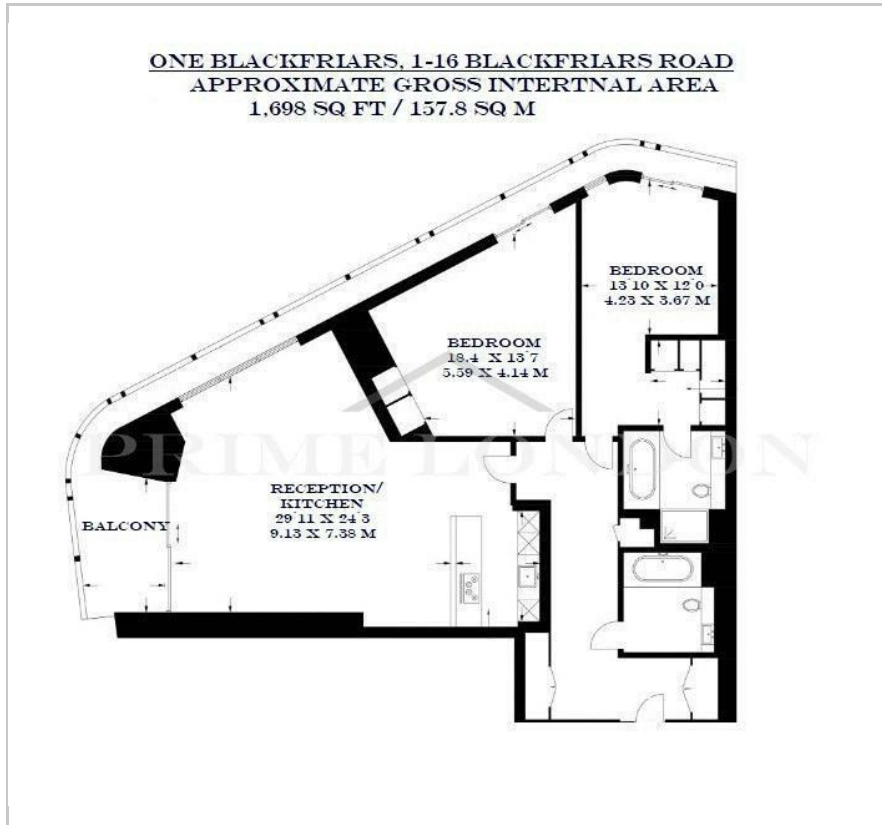 ONE BLACKFRIARS, 1-16 BLACKFRIARS ROAD
APPROXIMATE GROSS INTERTNAL AREA
1,698 SQ FT / 157.8 SQ M
BEDROOM
13'10 X 12'0
4.23 X 3.67 M
BEDROOM
18.4 X 13'7
5.59 X 4.14 M
PRIME LONDON
RECEPTION/
KITCHEN
29'11 X 24'3
9.13 X 7.38 M
BALCONY